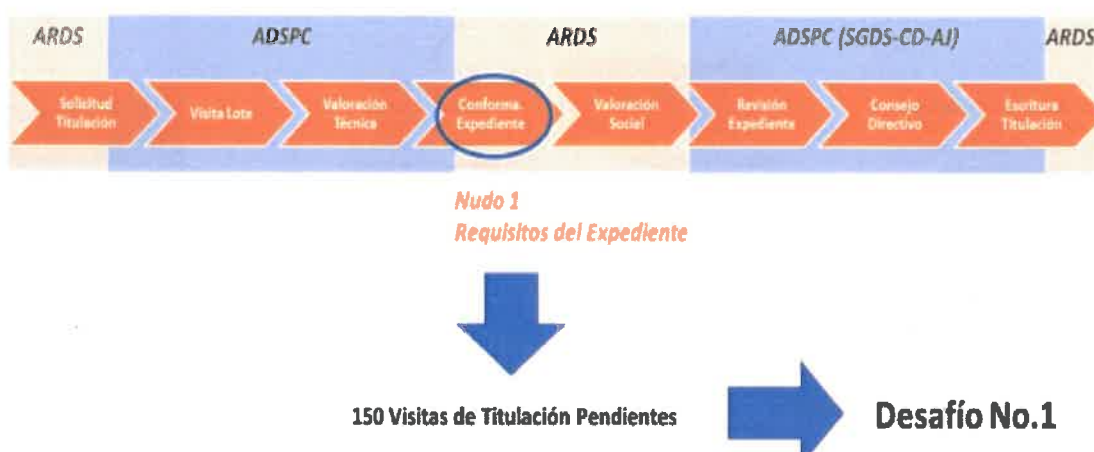 ARDS ADSPC ARDS ADSPC (SGDS-CD-AJ) ARDS
Solicitud
Titulación
Visita Lote
Valoración
Técnica
Conforma.
Expediente
Valoración
Social
Revisión
Expediente
Consejo
Directivo
Escritura
Titulación
Nudo 1
Requisitos del Expediente
150 Visitas de Titulación Pendientes
Desafío No.1